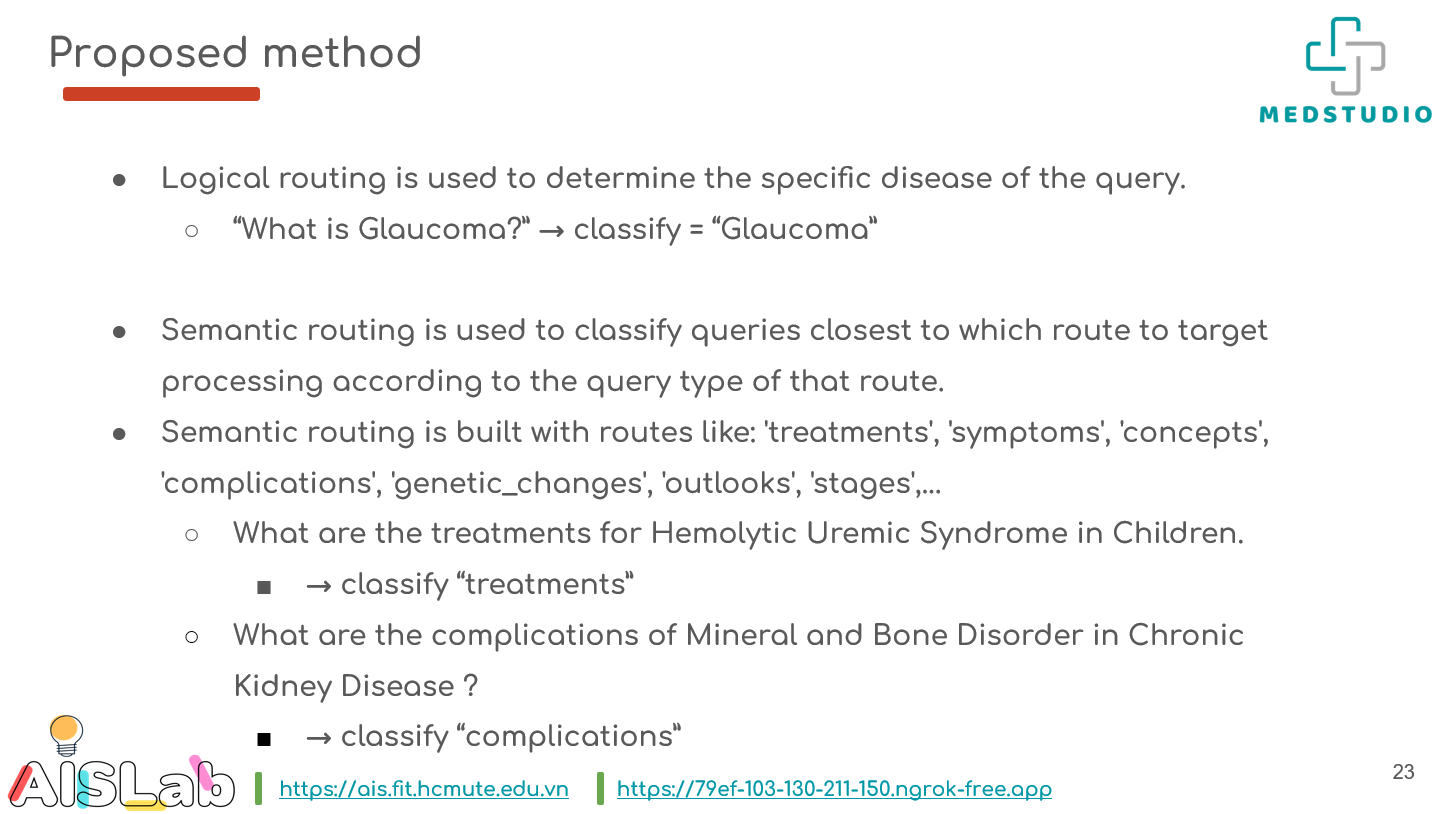 Proposed method
MEDSTUDIO
● Logical routing is used to determine the specific disease of the query.
○ “What is Glaucoma?” → classify = “Glaucoma”
● Semantic routing is used to classify queries closest to which route to target
processing according to the query type of that route.
● Semantic routing is built with routes like: 'treatments', 'symptoms', 'concepts',
'complications', 'genetic_changes', 'outlooks', 'stages',...
○ What are the treatments for Hemolytic Uremic Syndrome in Children.
■ → classify “treatments”
○ What are the complications of Mineral and Bone Disorder in Chronic
Kidney Disease ?
■ → classify “complications”
AISLab
https://ais.fit.hcmute.edu.vn
https://79ef-103-130-211-150.ngrok-free.app
23